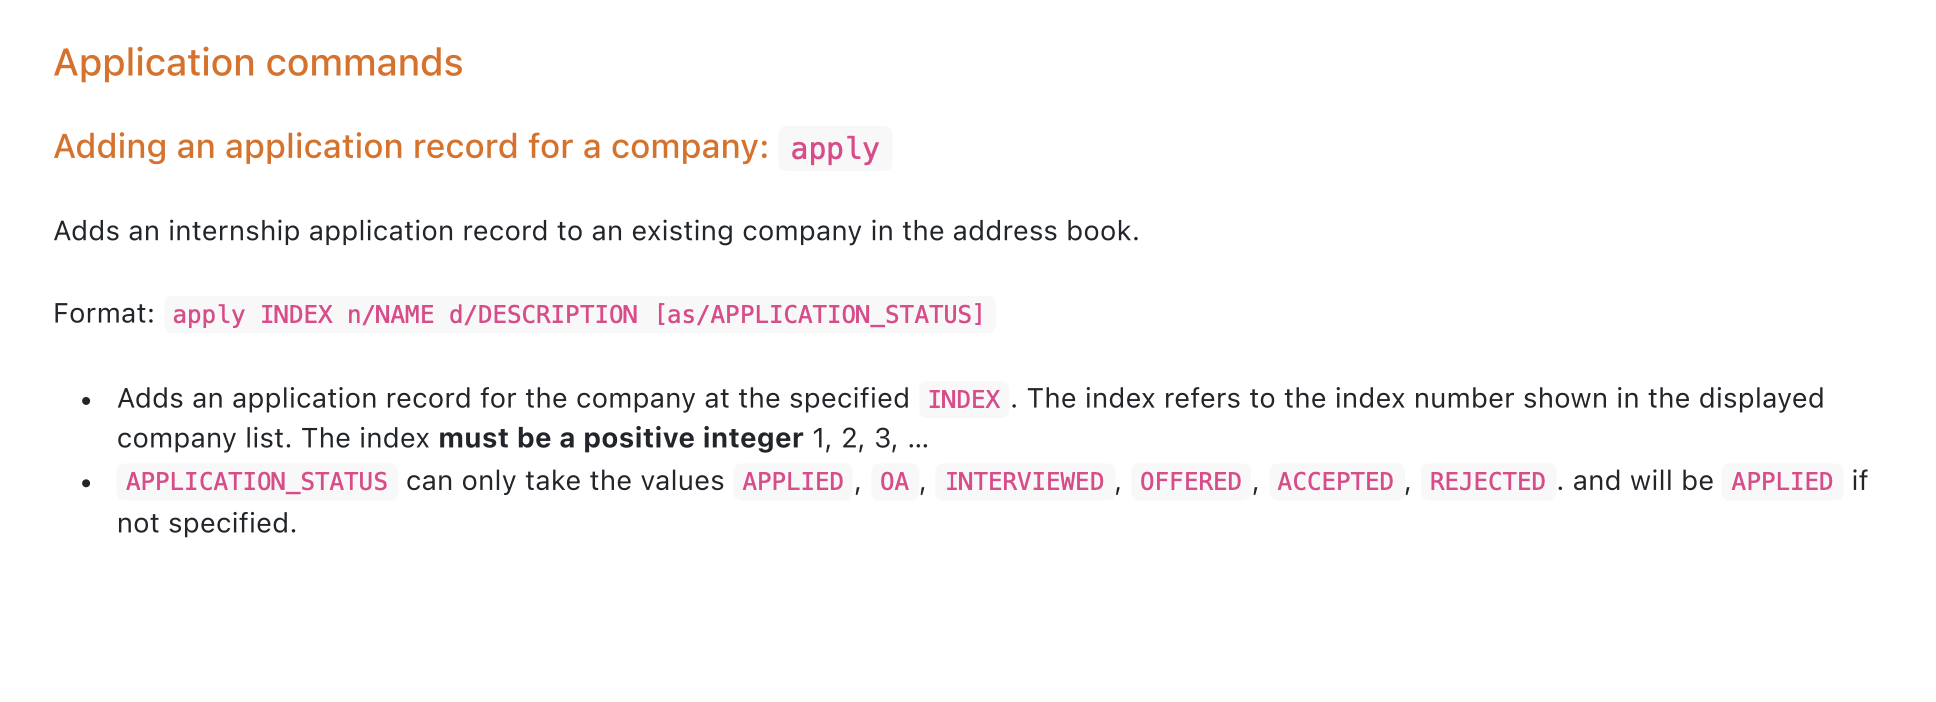 Application commands
Adding an application record for a company: apply
Adds an internship application record to an existing company in the address book.
Format: apply INDEX n/NAME d/DESCRIPTION [as/APPLICATION_STATUS]
• Adds an application record for the company at the specified INDEX. The index refers to the index number shown in the displayed
company list. The index must be a positive integer 1, 2, 3, …
• APPLICATION_STATUS can only take the values APPLIED, OA, INTERVIEWED, OFFERED, ACCEPTED, REJECTED. and will be APPLIED if
not specified.